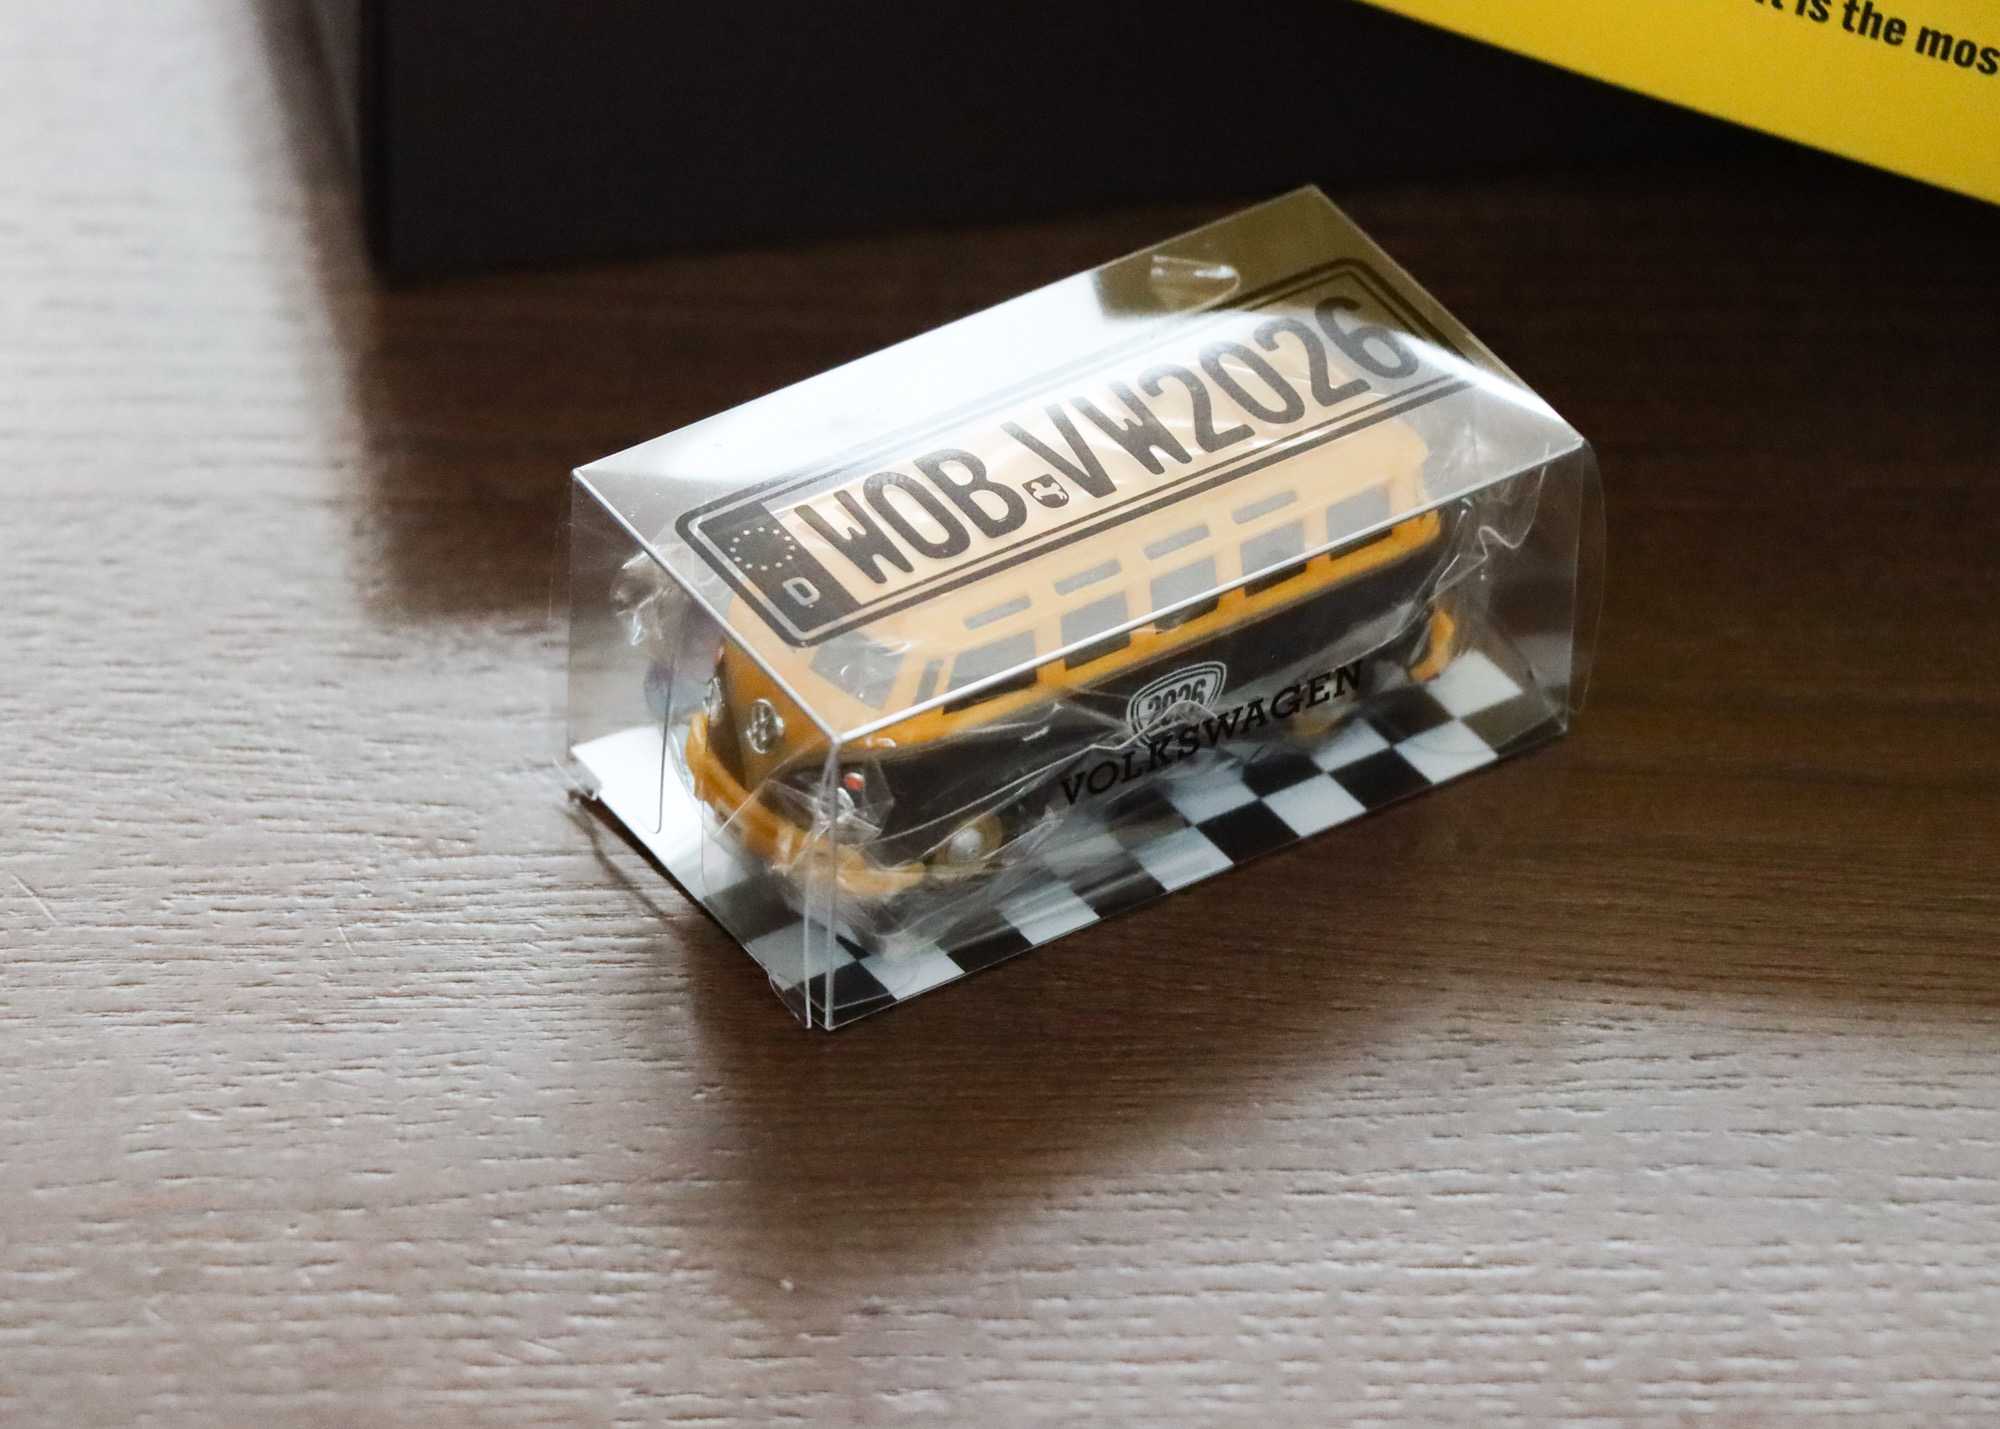 it is the mos
WOB VW2026
D
2026
VOLKSWAGEN